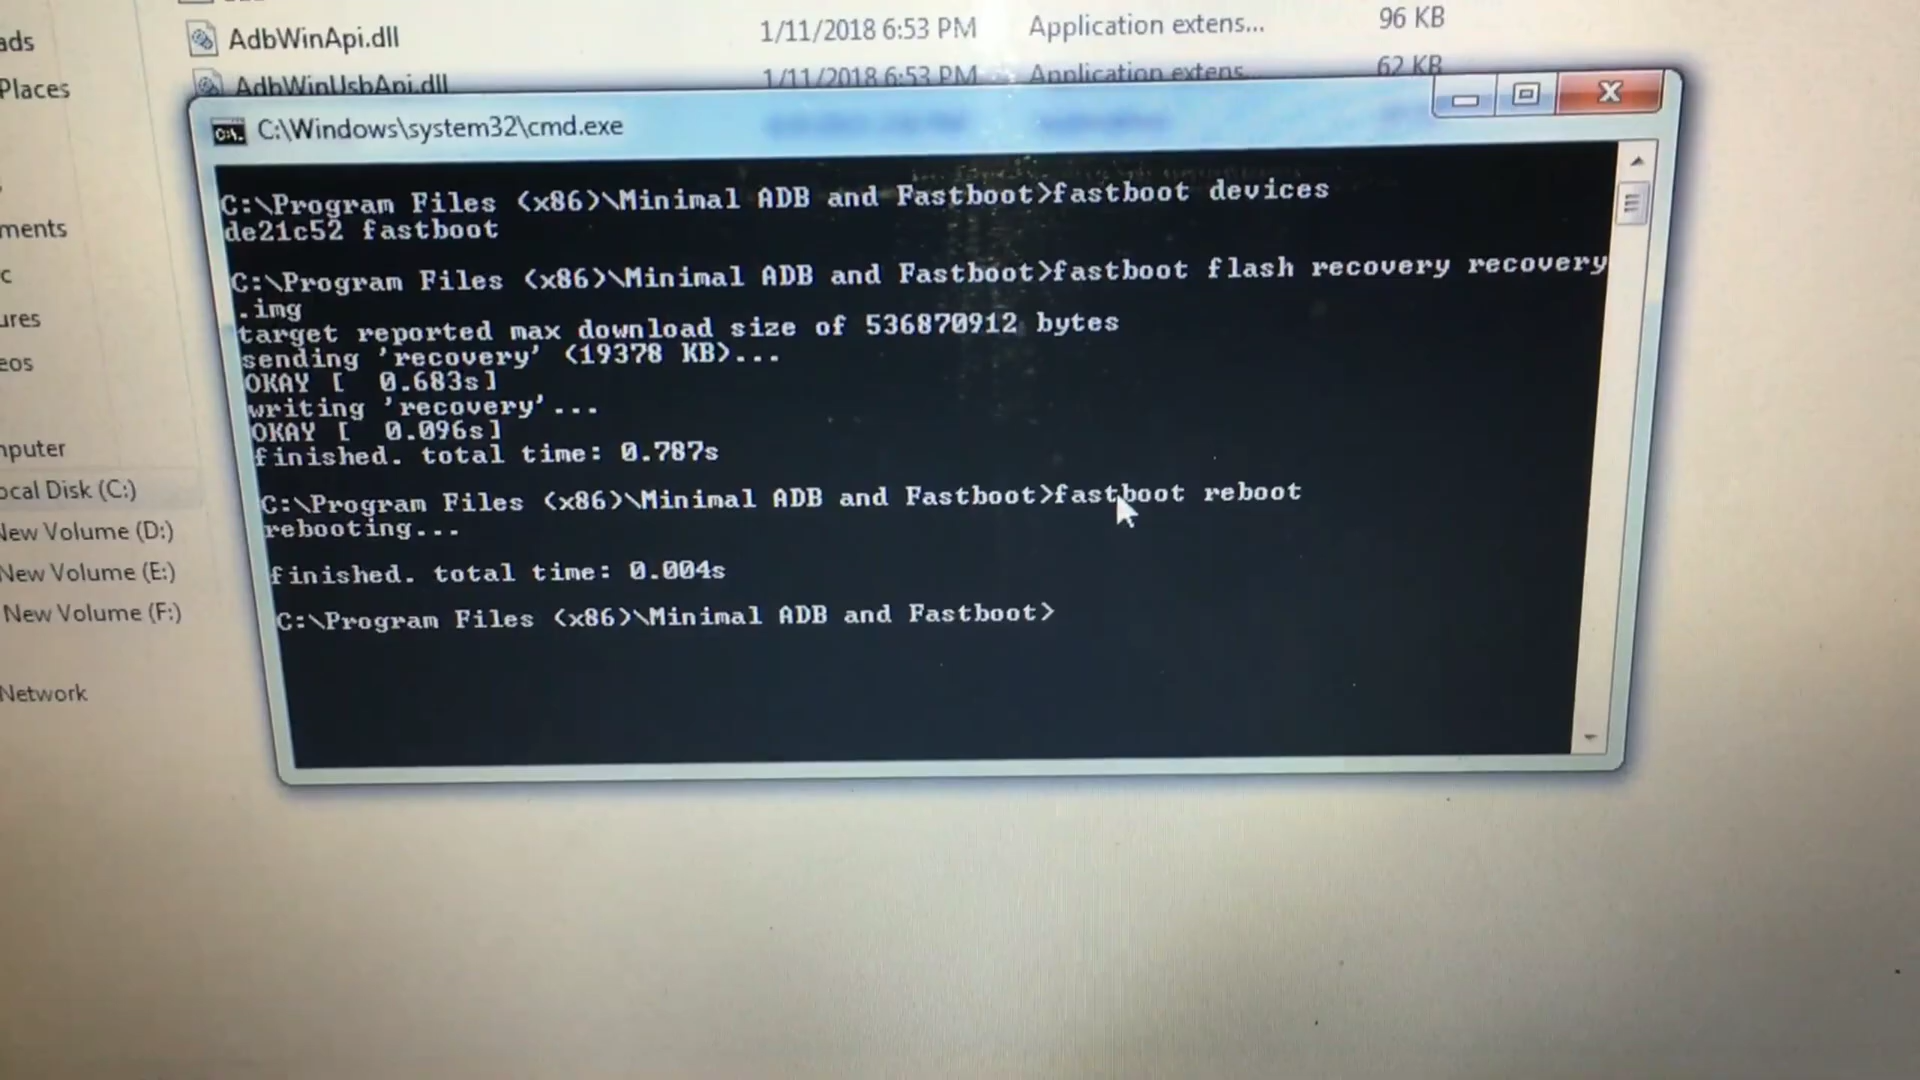 AdbWinApi.dll 1/11/2018 6:53 PM Application extens... 96 KB
AdbWinUsbApi.dll 1/11/2018 6:53 PM Application extens... 62 KB
C:\Windows\system32\cmd.exe
C:\Program Files (x86)\Minimal ADB and Fastboot>fastboot devices
de21c52 fastboot
C:\Program Files (x86)\Minimal ADB and Fastboot>fastboot flash recovery recovery
.img
target reported max download size of 536870912 bytes
sending 'recovery' (19378 KB)...
OKAY [  0.683s]
writing 'recovery'...
OKAY [  0.096s]
finished. total time: 0.787s
C:\Program Files (x86)\Minimal ADB and Fastboot>fastboot reboot
rebooting...
finished. total time: 0.004s
C:\Program Files (x86)\Minimal ADB and Fastboot>
ads
Places
ments
c
ures
eos
mputer
ocal Disk (C:)
New Volume (D:)
New Volume (E:)
New Volume (F:)
Network